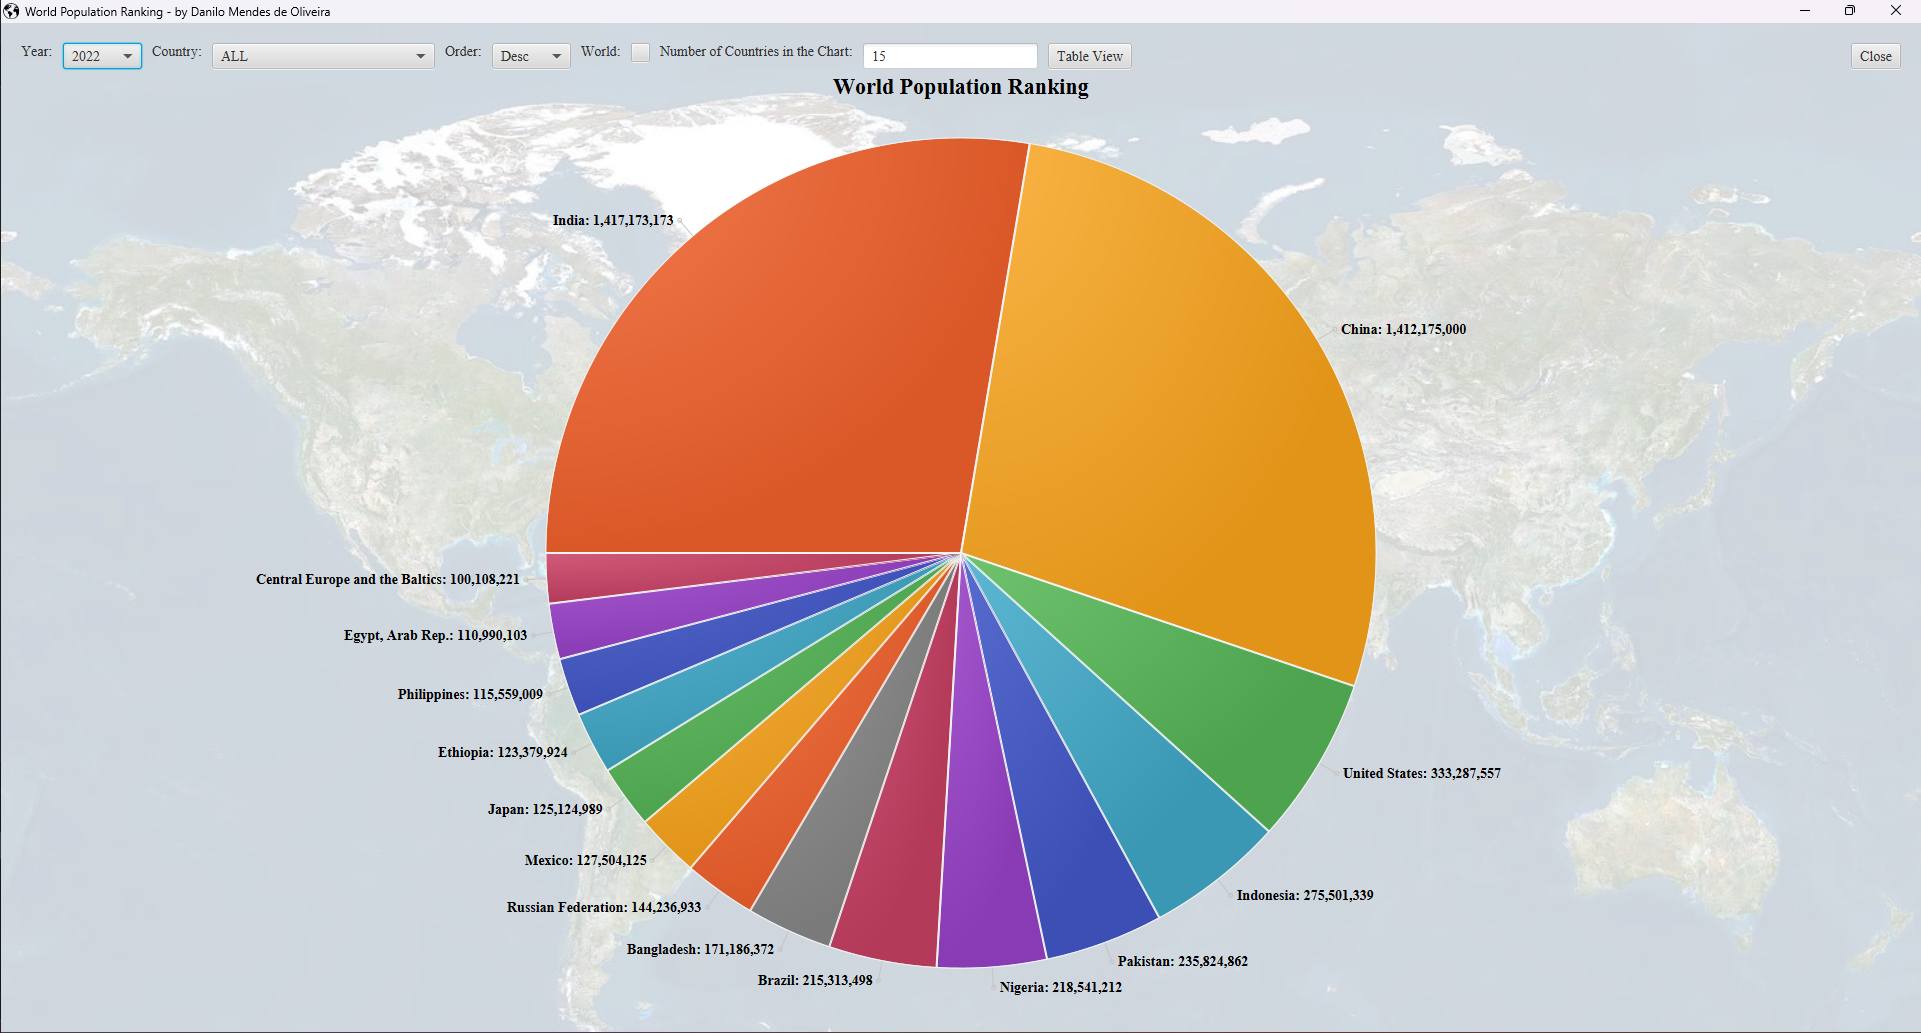 World Population Ranking - by Danilo Mendes de Oliveira
Year: 2022 Country: ALL Order: Desc World: Number of Countries in the Chart: 15 Table View Close
World Population Ranking
India: 1,417,173,173
China: 1,412,175,000
Central Europe and the Baltics: 100,108,221
Egypt, Arab Rep.: 110,990,103
Philippines: 115,559,009
Ethiopia: 123,379,924
United States: 333,287,557
Japan: 125,124,989
Mexico: 127,504,125
Indonesia: 275,501,339
Russian Federation: 144,236,933
Bangladesh: 171,186,372
Pakistan: 235,824,862
Brazil: 215,313,498
Nigeria: 218,541,212